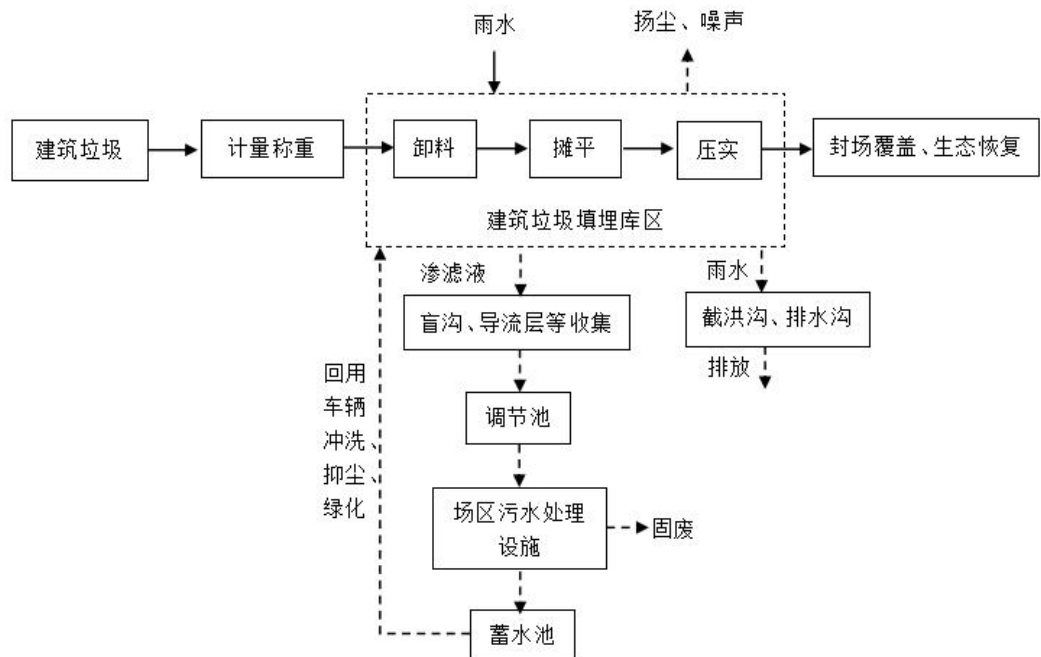 雨水
扬尘、噪声
建筑垃圾
计量称重
卸料
摊平
压实
封场覆盖、生态恢复
建筑垃圾填埋库区
渗滤液
雨水
盲沟、导流层等收集
截洪沟、排水沟
排放
回用
车辆
冲洗、
抑尘、
绿化
调节池
场区污水处理
设施
固废
蓄水池